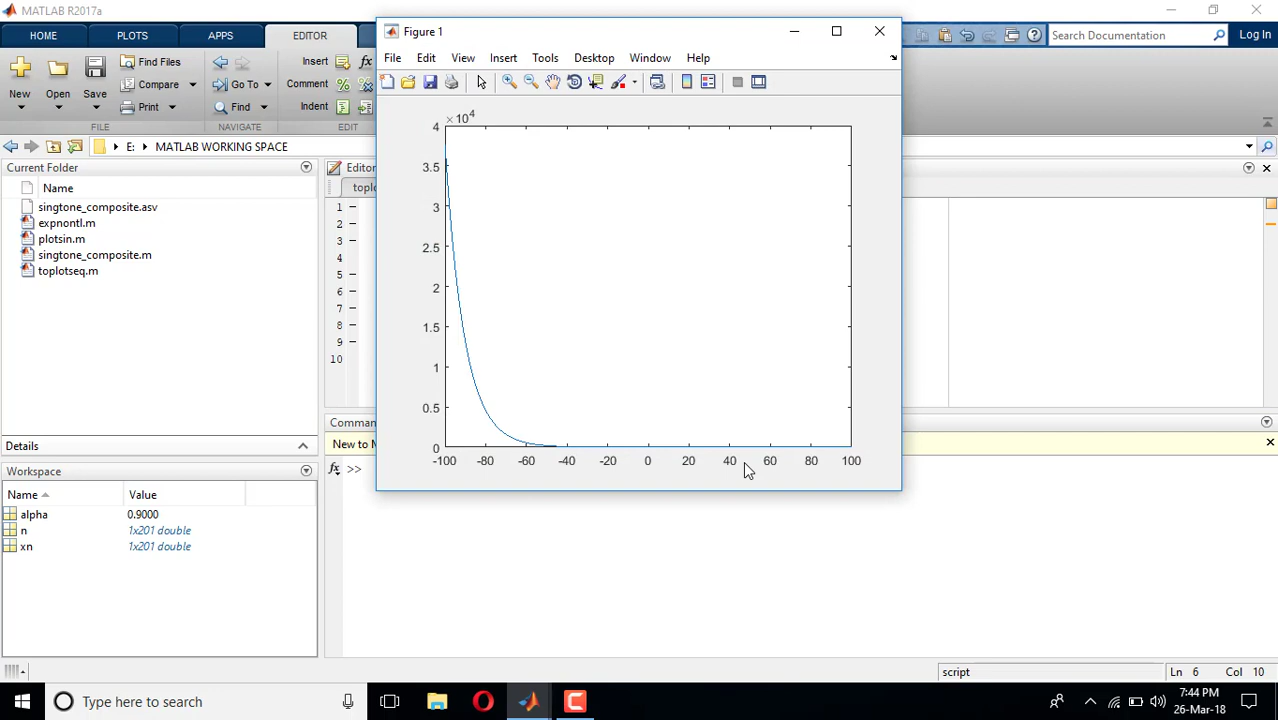 MATLAB R2017a
HOME PLOTS APPS EDITOR
Search Documentation Log In
New Open Save Find Files Compare Print Go To Find Insert Comment Indent fx
FILE NAVIGATE EDIT
E: MATLAB WORKING SPACE
Current Folder
Name
singtone_composite.asv
expnontl.m
plotsin.m
singtone_composite.m
toplotseq.m
Details
Workspace
Name Value
alpha 0.9000
n 1x201 double
xn 1x201 double
Editor
toplo
1
2
3
4
5
6
7
8
9
10
Comman
New to M
fx >>
Figure 1
File Edit View Insert Tools Desktop Window Help
×10⁴
4
3.5
3
2.5
2
1.5
1
0.5
0
-100 -80 -60 -40 -20 0 20 40 60 80 100
script Ln 6 Col 10
Type here to search
7:44 PM
26-Mar-18